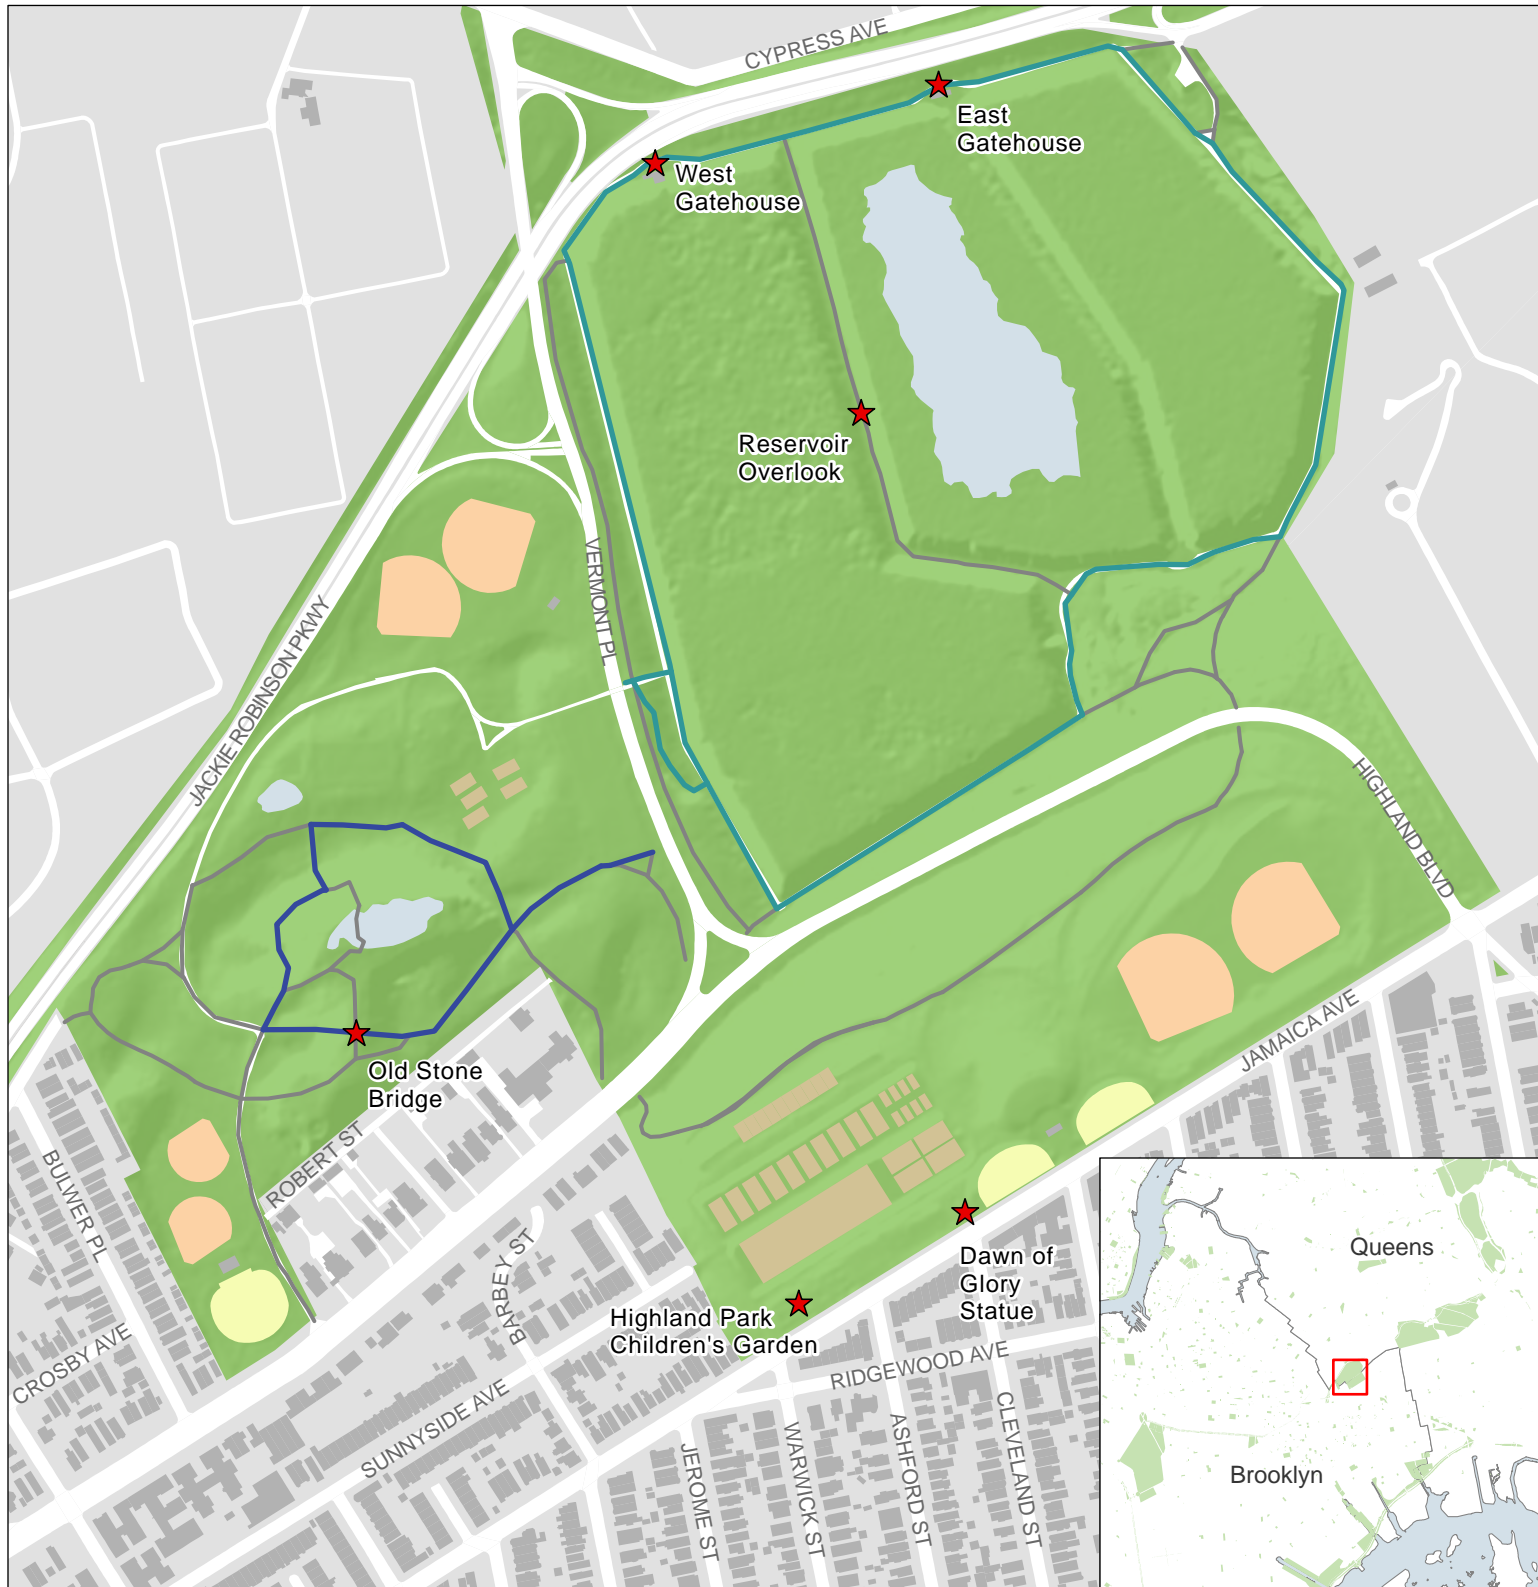 CYPRESS AVE
East
Gatehouse
West
Gatehouse
Reservoir
Overlook
VERMONT PL
JACKIE ROBINSON PKWY
HIGHLAND BLVD
JAMAICA AVE
Old Stone
Bridge
ROBERT ST
BULWER PL
BARBEY ST
CROSBY AVE
SUNNYSIDE AVE
Highland Park
Children's Garden
Dawn of
Glory
Statue
RIDGEWOOD AVE
JEROME ST
WARWICK ST
ASHFORD ST
CLEVELAND ST
Queens
Brooklyn